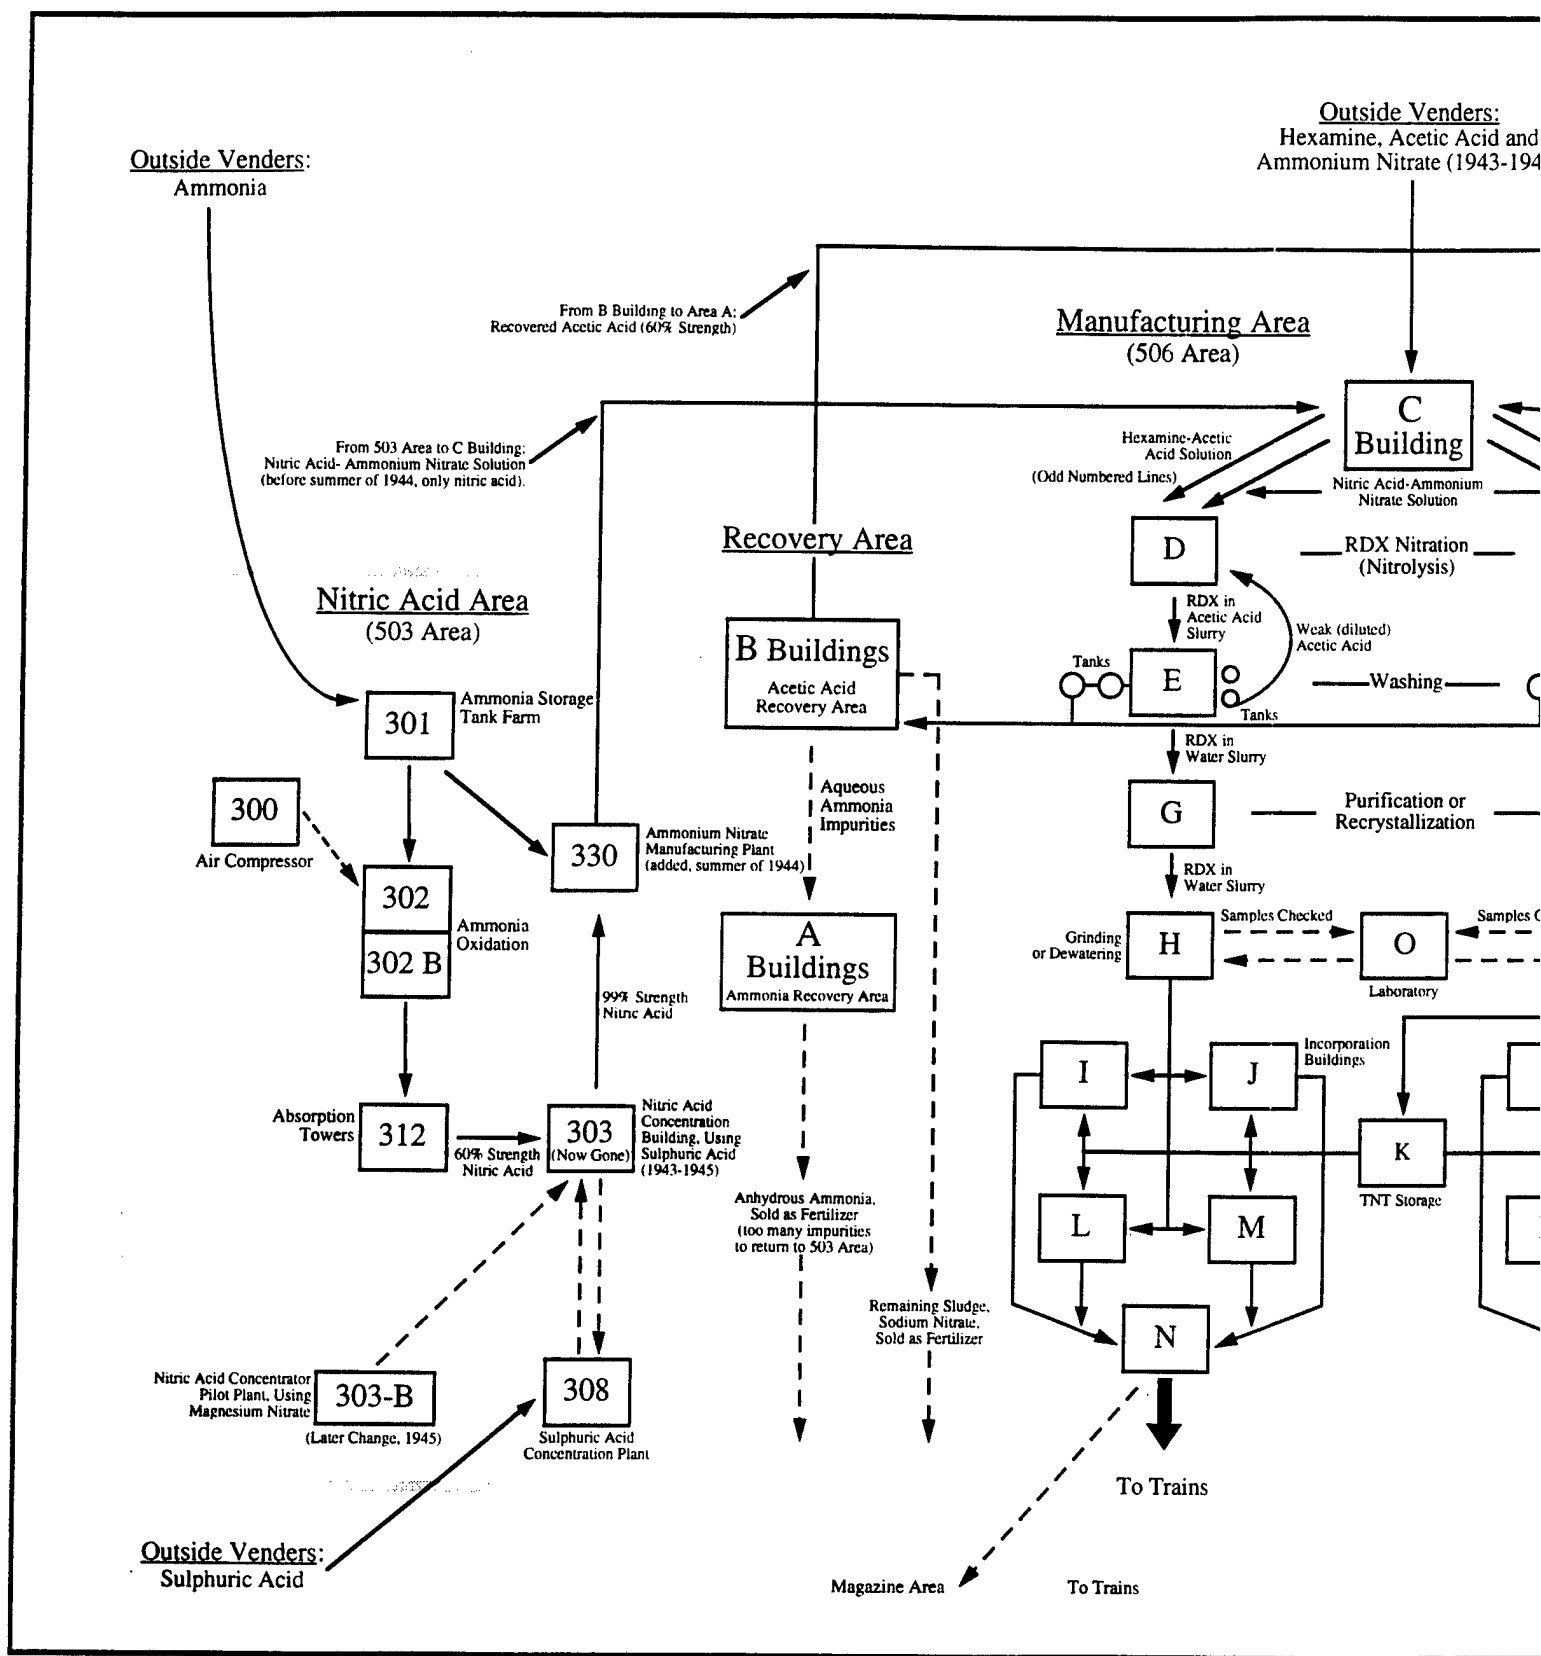 Outside Venders:
Hexamine, Acetic Acid and
Ammonium Nitrate (1943-194
Outside Venders:
Ammonia
From B Building to Area A:
Recovered Acetic Acid (60% Strength)
Manufacturing Area
(506 Area)
From 503 Area to C Building:
Nitric Acid- Ammonium Nitrate Solution
(before summer of 1944, only nitric acid).
C
Building
Hexamine-Acetic
Acid Solution
(Odd Numbered Lines)
Nitric Acid-Ammonium
Nitrate Solution
Recovery Area
D
RDX Nitration
(Nitrolysis)
Nitric Acid Area
(503 Area)
RDX in
Acetic Acid
Slurry
Weak (diluted)
Acetic Acid
B Buildings
Acetic Acid
Recovery Area
Tanks
E
Washing
Tanks
301
Ammonia Storage
Tank Farm
RDX in
Water Slurry
300
Air Compressor
Aqueous
Ammonia
Impurities
G
Purification or
Recrystallization
330
Ammonium Nitrate
Manufacturing Plant
(added, summer of 1944)
RDX in
Water Slurry
302
302 B
Ammonia
Oxidation
A
Buildings
Ammonia Recovery Area
Grinding
or Dewatering
H
Samples Checked
O
Laboratory
Samples C
99% Strength
Nitric Acid
I
J
Incorporation
Buildings
Absorption
Towers
312
60% Strength
Nitric Acid
303
(Now Gone)
Nitric Acid
Concentration
Building, Using
Sulphuric Acid
(1943-1945)
K
TNT Storage
Anhydrous Ammonia,
Sold as Fertilizer
(too many impurities
to return to 503 Area)
L
M
Remaining Sludge,
Sodium Nitrate,
Sold as Fertilizer
N
Nitric Acid Concentrator
Pilot Plant, Using
Magnesium Nitrate
303-B
(Later Change, 1945)
308
Sulphuric Acid
Concentration Plant
To Trains
Outside Venders:
Sulphuric Acid
Magazine Area
To Trains